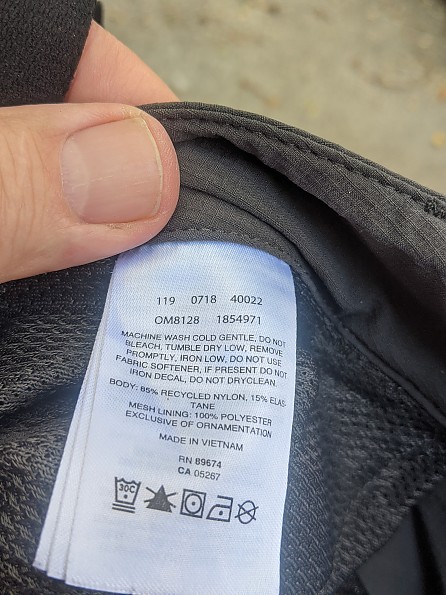 119 0718 40022
OM8128 1854971
MACHINE WASH COLD GENTLE, DO NOT
BLEACH, TUMBLE DRY LOW, REMOVE
PROMPTLY, IRON LOW, DO NOT USE
FABRIC SOFTENER, IF PRESENT DO NOT
IRON DECAL, DO NOT DRYCLEAN.
BODY: 85% RECYCLED NYLON, 15% ELAS-
TANE
MESH LINING: 100% POLYESTER
EXCLUSIVE OF ORNAMENTATION
MADE IN VIETNAM
RN 89674
CA 05267
30C